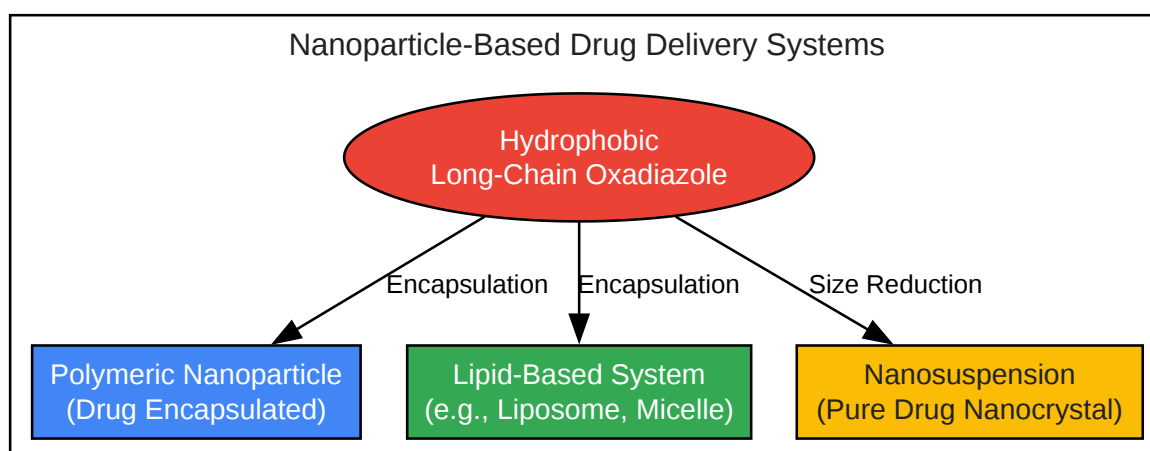 Nanoparticle-Based Drug Delivery Systems
Hydrophobic
Long-Chain Oxadiazole
Encapsulation
Encapsulation
Size Reduction
Polymeric Nanoparticle
(Drug Encapsulated)
Lipid-Based System
(e.g., Liposome, Micelle)
Nanosuspension
(Pure Drug Nanocrystal)